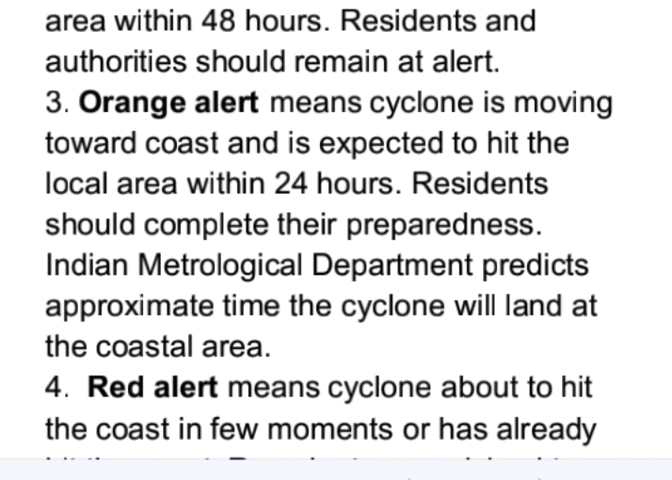 area within 48 hours. Residents and
authorities should remain at alert.
3. Orange alert means cyclone is moving
toward coast and is expected to hit the
local area within 24 hours. Residents
should complete their preparedness.
Indian Metrological Department predicts
approximate time the cyclone will land at
the coastal area.
4. Red alert means cyclone about to hit
the coast in few moments or has already